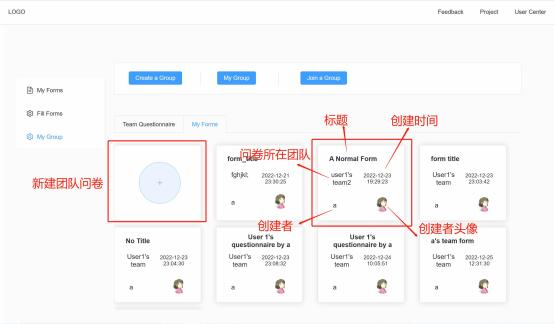 LOGO
Feedback Project User Center
Create a Group My Group Join a Group
My Forms
Fill Forms
My Group
Team Questionnaire My Forms
标题
创建时间
问卷所在团队
新建团队问卷
创建者
创建者头像
+
form_title
fghjkl;
2022-12-21
23:30:25
a
A Normal Form
user1's
team2
2022-12-23
19:29:23
a
form title
User1's
team
2022-12-23
23:03:42
a
No Title
User1's
team
2022-12-23
23:04:30
a
User 1's
questionnaire by a
User1's
team
2022-12-23
23:08:32
a
User 1's
questionnaire by a
User1's
team
2022-12-24
10:05:51
a
a's team form
User1's
team
2022-12-25
12:31:30
a